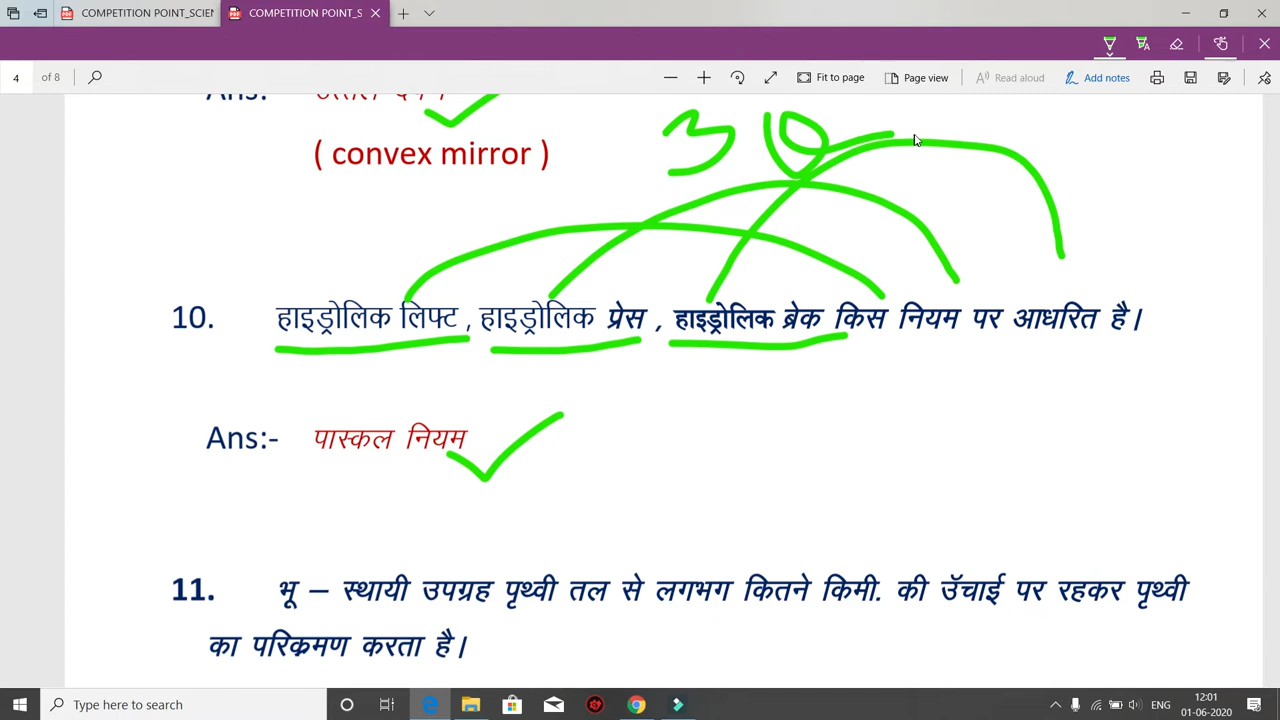 COMPETITION POINT_SCIEN
COMPETITION POINT_S
4 of 8
Fit to page
Page view
Read aloud
Add notes
Ans:
( convex mirror )
10. हाइड्रोलिक लिफ्ट , हाइड्रोलिक प्रेस , हाइड्रोलिक ब्रेक किस नियम पर आधरित है।
Ans:- पास्कल नियम
11. भू – स्थायी उपग्रह पृथ्वी तल से लगभग कितने किमी. की उॅचाई पर रहकर पृथ्वी
का परिक्रमण करता है।
Type here to search
ENG
12:01
01-06-2020